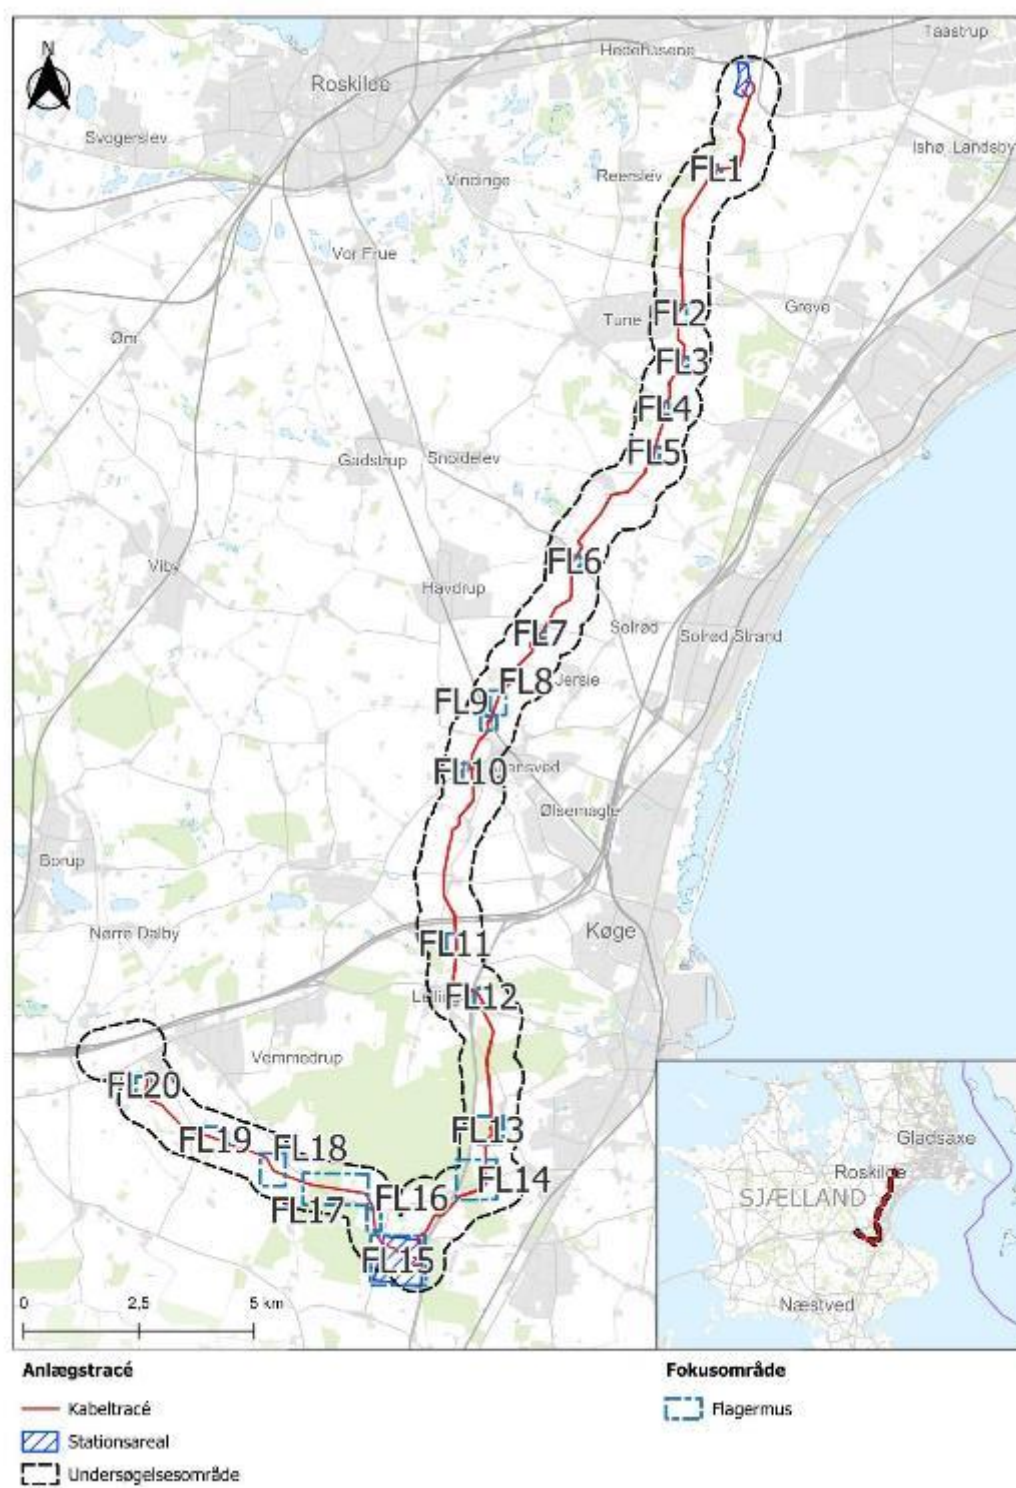 Hedehusene
Taastrup
N
Roskilde
Svogerslev
Ishø Landsby
FL1
Vindinge
Reerslev
Vor Frue
FL2
Greve
Tune
Øm
FL3
FL4
FL5
Gadstrup
Snoldelev
FL6
Viby
Havdrup
FL7
Solrød
Solrød Strand
FL8
Jersie
FL9
FL10
Ølsemagle
Borup
Nørre Dalby
Køge
FL11
FL12
Vemmedrup
FL20
FL13
FL19
FL18
FL14
FL16
FL17
FL15
Gladsaxe
Roskilde
SJÆLLAND
Næstved
0 2,5 5 km
Anlægstracé
Kabeltracé
Stationsareal
Undersøgelsesområde
Fokusområde
Flagermus